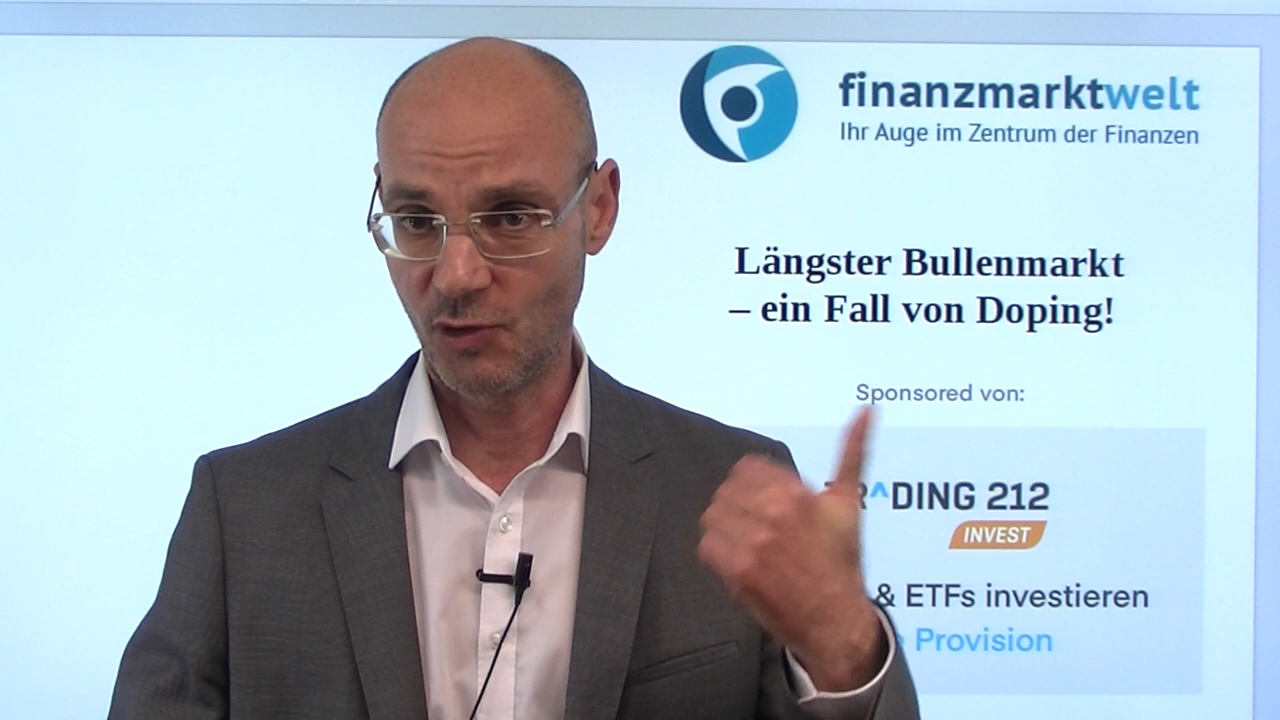 finanzmarktwelt
Ihr Auge im Zentrum der Finanzen
Längster Bullenmarkt
– ein Fall von Doping!
Sponsored von:
TR^DING 212
INVEST
& ETFs investieren
Provision